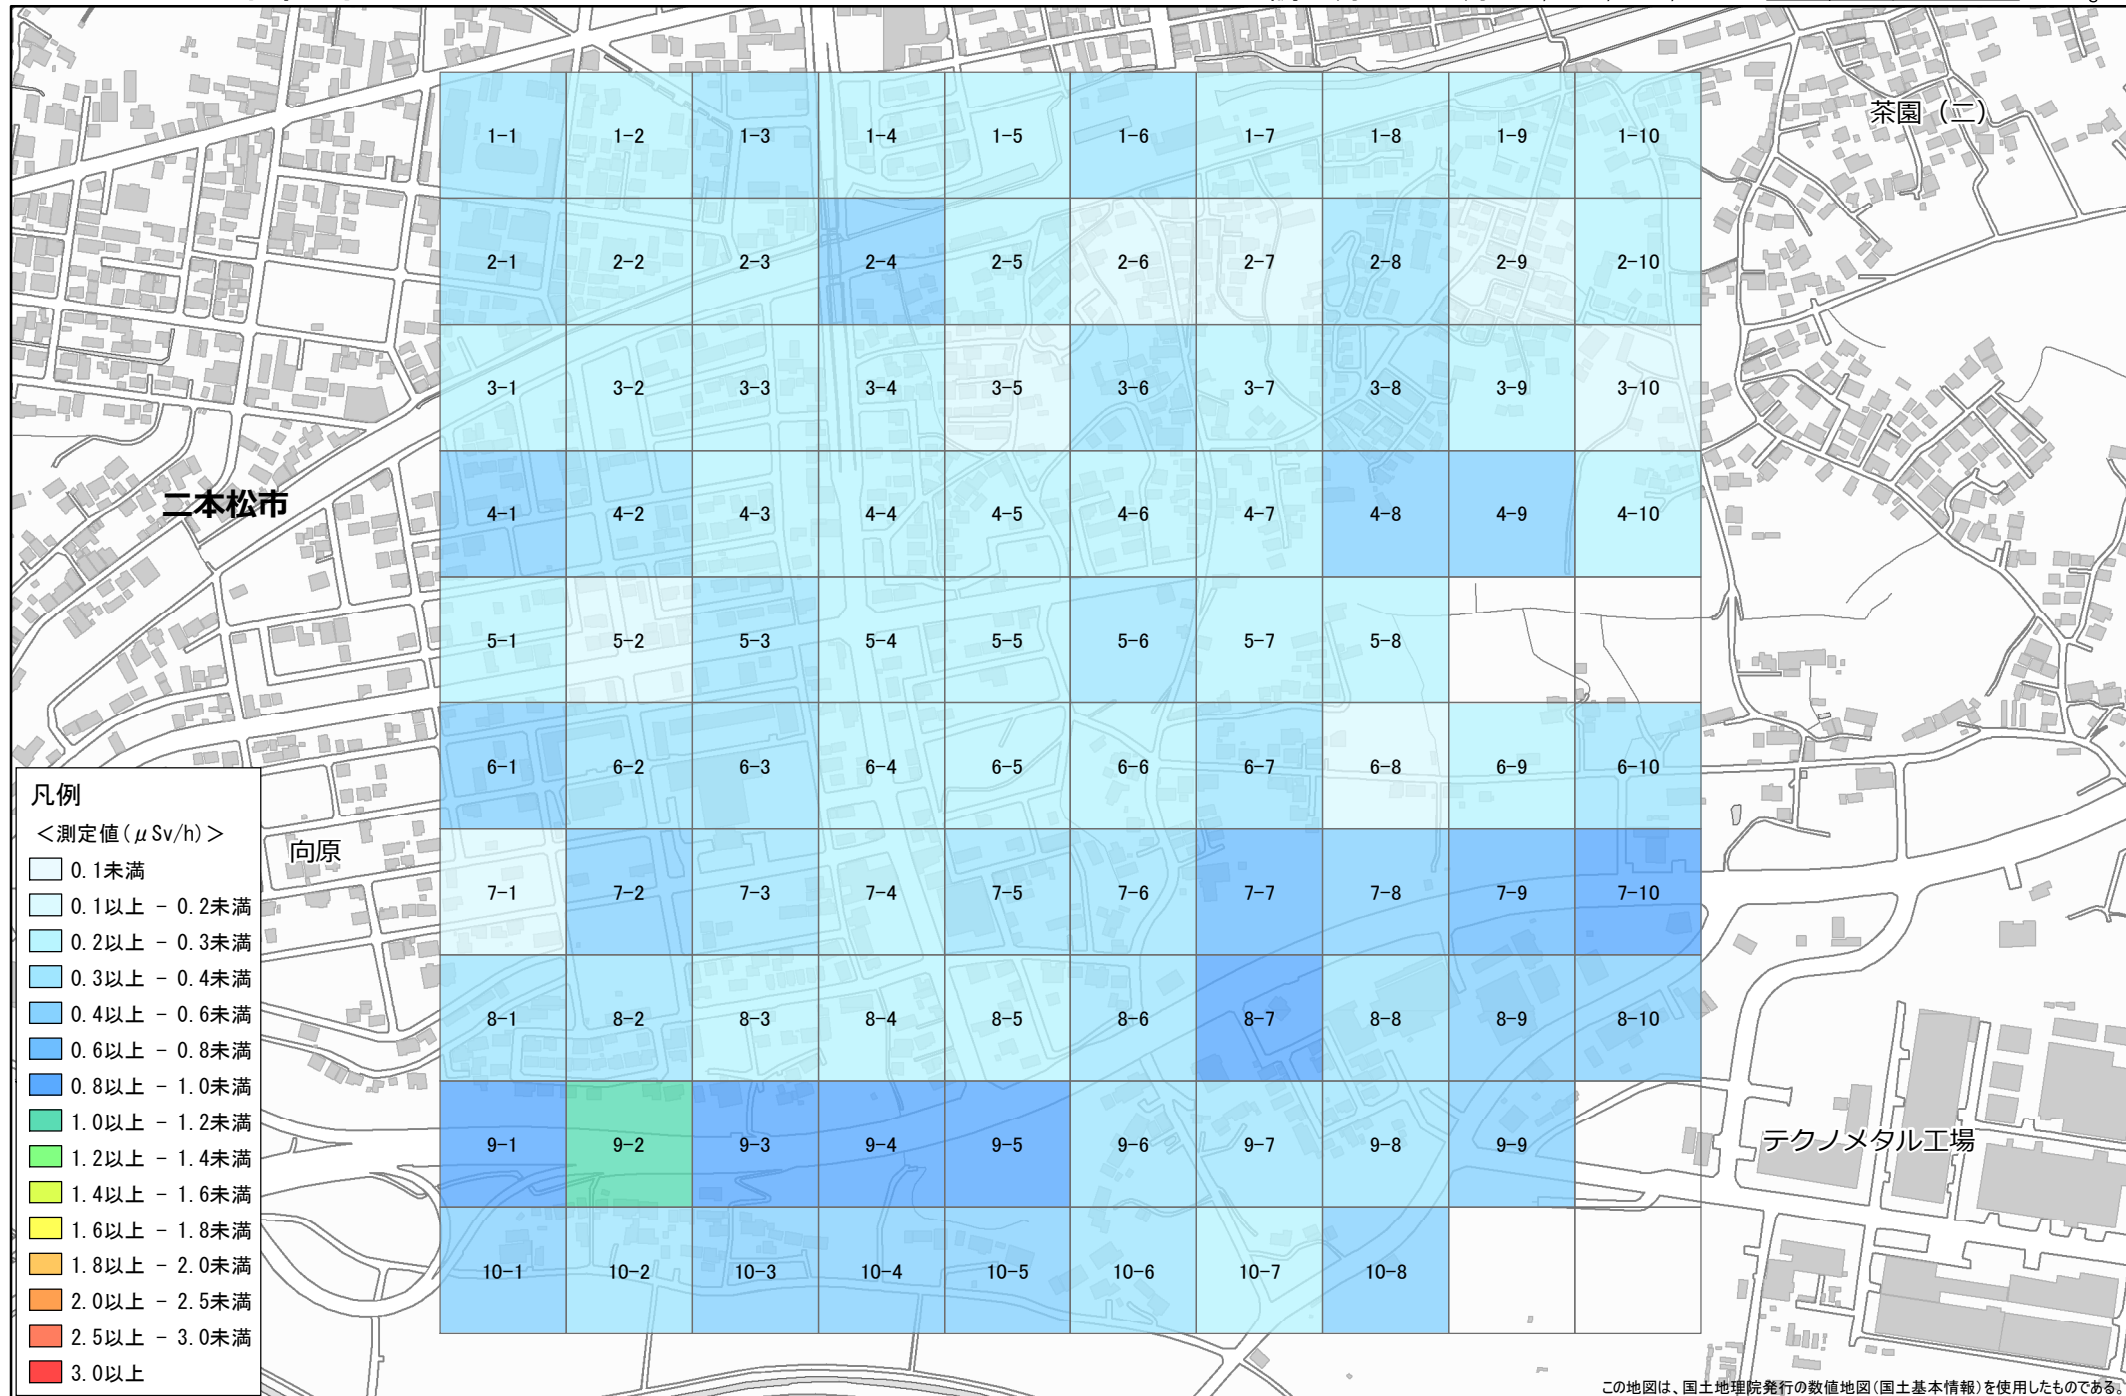 茶園（二）
1-1 1-2 1-3 1-4 1-5 1-6 1-7 1-8 1-9 1-10
2-1 2-2 2-3 2-4 2-5 2-6 2-7 2-8 2-9 2-10
3-1 3-2 3-3 3-4 3-5 3-6 3-7 3-8 3-9 3-10
二本松市
4-1 4-2 4-3 4-4 4-5 4-6 4-7 4-8 4-9 4-10
5-1 5-2 5-3 5-4 5-5 5-6 5-7 5-8
6-1 6-2 6-3 6-4 6-5 6-6 6-7 6-8 6-9 6-10
向原
7-1 7-2 7-3 7-4 7-5 7-6 7-7 7-8 7-9 7-10
8-1 8-2 8-3 8-4 8-5 8-6 8-7 8-8 8-9 8-10
9-1 9-2 9-3 9-4 9-5 9-6 9-7 9-8 9-9
テクノメタル工場
10-1 10-2 10-3 10-4 10-5 10-6 10-7 10-8
凡例
＜測定値(μSv/h)＞
0.1未満
0.1以上 - 0.2未満
0.2以上 - 0.3未満
0.3以上 - 0.4未満
0.4以上 - 0.6未満
0.6以上 - 0.8未満
0.8以上 - 1.0未満
1.0以上 - 1.2未満
1.2以上 - 1.4未満
1.4以上 - 1.6未満
1.6以上 - 1.8未満
1.8以上 - 2.0未満
2.0以上 - 2.5未満
2.5以上 - 3.0未満
3.0以上
この地図は、国土地理院発行の数値地図(国土基本情報)を使用したものである。